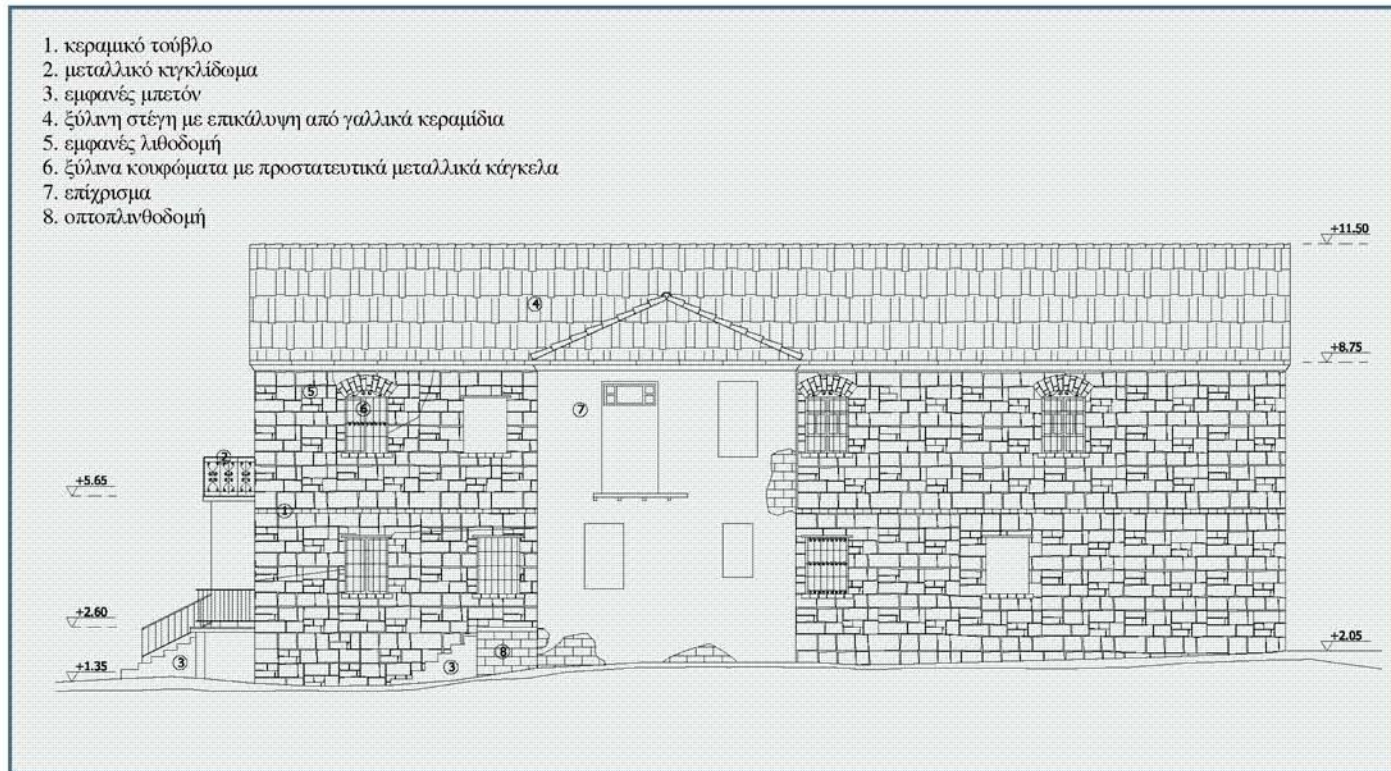 1. κεραμικό τούβλο
2. μεταλλικό κιγκλίδωμα
3. εμφανές μπετόν
4. ξύλινη στέγη με επικάλυψη από γαλλικά κεραμίδια
5. εμφανές λιθοδομή
6. ξύλινα κουφώματα με προστατευτικά μεταλλικά κάγκελα
7. επίχρισμα
8. οπτοπλινθοδομή
+11.50
4
+8.75
5
6
7
2
+5.65
1
+2.60
8
+2.05
3
3
+1.35